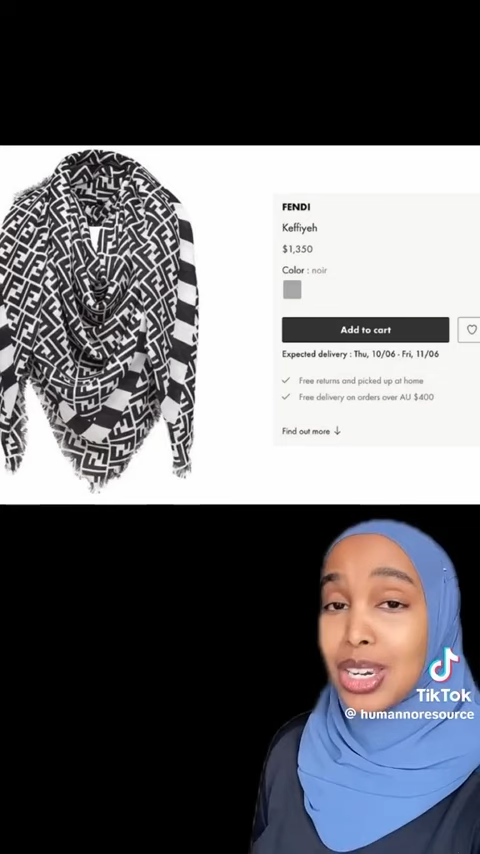 FENDI
Keffiyeh
$1,350
Color : noir
Add to cart
Expected delivery : Thu, 10/06 - Fri, 11/06
✓ Free returns and picked up at home
✓ Free delivery on orders over AU $400
Find out more ↓
TikTok
@ humannoresource